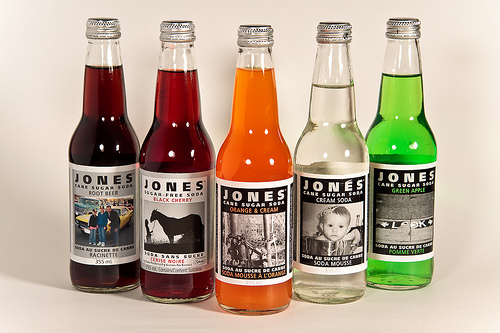 JONES
CANE SUGAR SODA
ROOT BEER
SODA AU SUCRE DE CANNE
RACINETTE
355 mL
JONES
SUGAR-FREE SODA
BLACK CHERRY
SODA SANS SUCRE
CERISE NOIRE
JONES
CANE SUGAR SODA
ORANGE & CREAM
SODA AU SUCRE DE CANNE
SODA MOUSSE À L'ORANGE
JONES
CANE SUGAR SODA
CREAM SODA
SODA AU SUCRE DE CANNE
SODA MOUSSE
JONES
CANE SUGAR SODA
GREEN APPLE
LOOK
SODA AU SUCRE DE CANNE
POMME VERTE